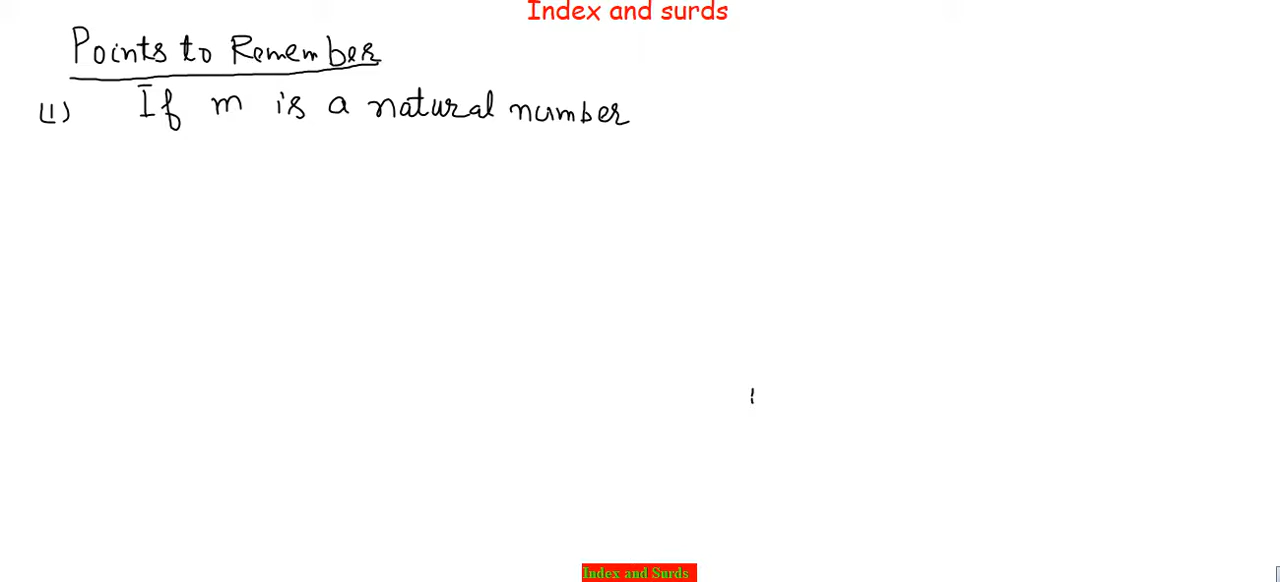 Index and surds
Points to Remember
(1) If m is a natural number
Index and Surds